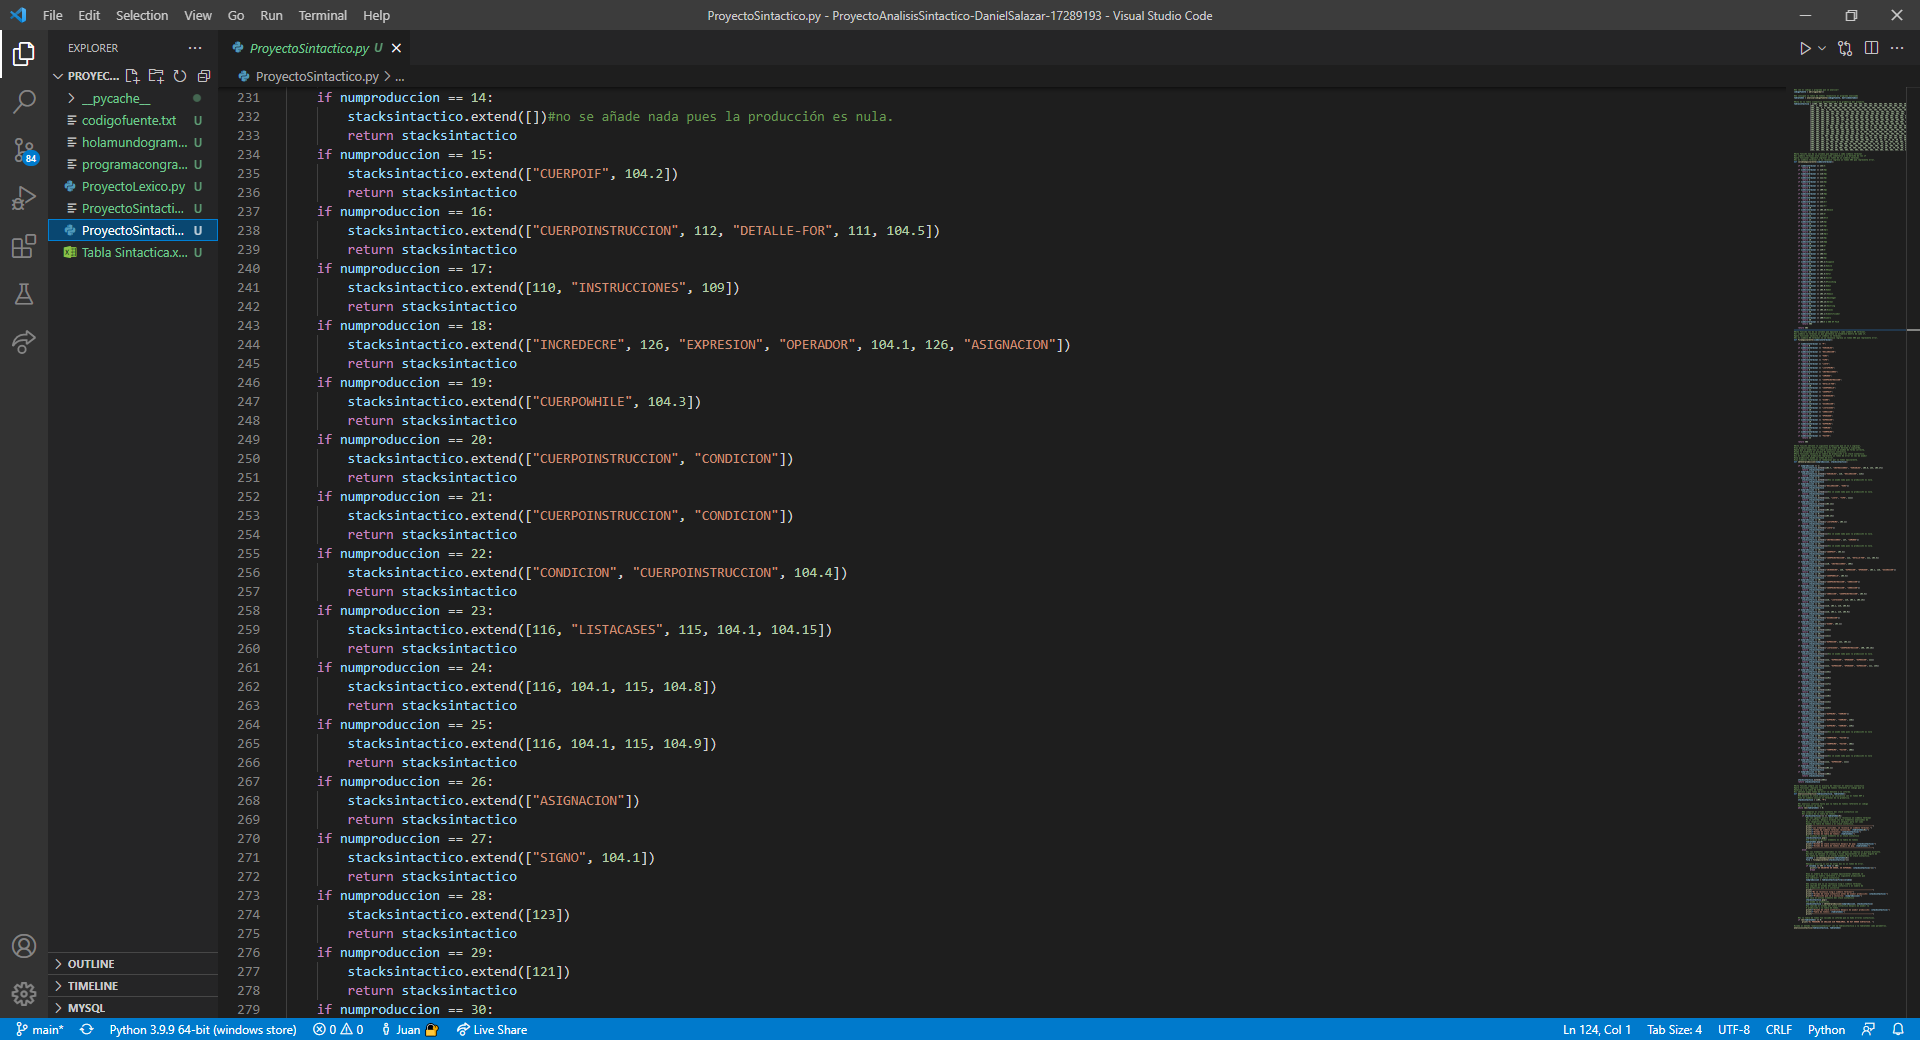 File Edit Selection View Go Run Terminal Help
ProyectoSintactico.py - ProyectoAnalisisSintactico-DanielSalazar-17289193 - Visual Studio Code
EXPLORER
PROYEC...
__pycache__
codigofuente.txt U
holamundogram... U
programacongra... U
ProyectoLexico.py U
ProyectoSintacti... U
ProyectoSintacti... U
Tabla Sintactica.x... U
84
OUTLINE
TIMELINE
MYSQL
ProyectoSintactico.py U
ProyectoSintactico.py > ...
231 if numproduccion == 14:
232 stacksintactico.extend([])#no se añade nada pues la producción es nula.
233 return stacksintactico
234 if numproduccion == 15:
235 stacksintactico.extend(["CUERPOIF", 104.2])
236 return stacksintactico
237 if numproduccion == 16:
238 stacksintactico.extend(["CUERPOINSTRUCCION", 112, "DETALLE-FOR", 111, 104.5])
239 return stacksintactico
240 if numproduccion == 17:
241 stacksintactico.extend([110, "INSTRUCCIONES", 109])
242 return stacksintactico
243 if numproduccion == 18:
244 stacksintactico.extend(["INCREDECRE", 126, "EXPRESION", "OPERADOR", 104.1, 126, "ASIGNACION"])
245 return stacksintactico
246 if numproduccion == 19:
247 stacksintactico.extend(["CUERPOWHILE", 104.3])
248 return stacksintactico
249 if numproduccion == 20:
250 stacksintactico.extend(["CUERPOINSTRUCCION", "CONDICION"])
251 return stacksintactico
252 if numproduccion == 21:
253 stacksintactico.extend(["CUERPOINSTRUCCION", "CONDICION"])
254 return stacksintactico
255 if numproduccion == 22:
256 stacksintactico.extend(["CONDICION", "CUERPOINSTRUCCION", 104.4])
257 return stacksintactico
258 if numproduccion == 23:
259 stacksintactico.extend([116, "LISTACASES", 115, 104.1, 104.15])
260 return stacksintactico
261 if numproduccion == 24:
262 stacksintactico.extend([116, 104.1, 115, 104.8])
263 return stacksintactico
264 if numproduccion == 25:
265 stacksintactico.extend([116, 104.1, 115, 104.9])
266 return stacksintactico
267 if numproduccion == 26:
268 stacksintactico.extend(["ASIGNACION"])
269 return stacksintactico
270 if numproduccion == 27:
271 stacksintactico.extend(["SIGNO", 104.1])
272 return stacksintactico
273 if numproduccion == 28:
274 stacksintactico.extend([123])
275 return stacksintactico
276 if numproduccion == 29:
277 stacksintactico.extend([121])
278 return stacksintactico
279 if numproduccion == 30:
main* Python 3.9.9 64-bit (windows store) 0 0 Juan Live Share Ln 124, Col 1 Tab Size: 4 UTF-8 CRLF Python